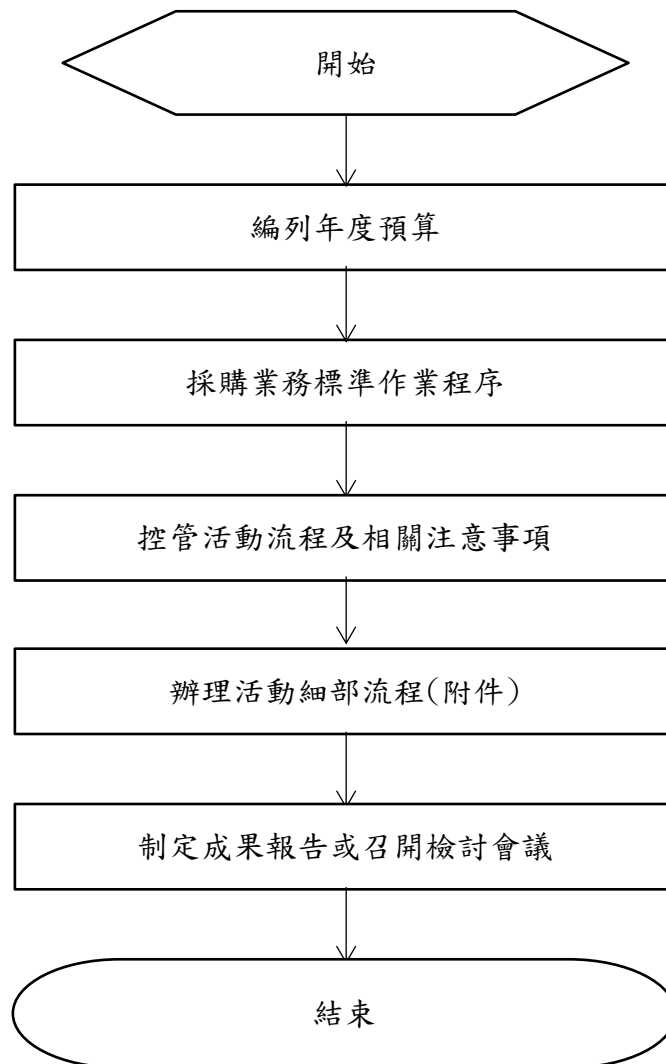 開始
編列年度預算
採購業務標準作業程序
控管活動流程及相關注意事項
辦理活動細部流程(附件)
制定成果報告或召開檢討會議
結束